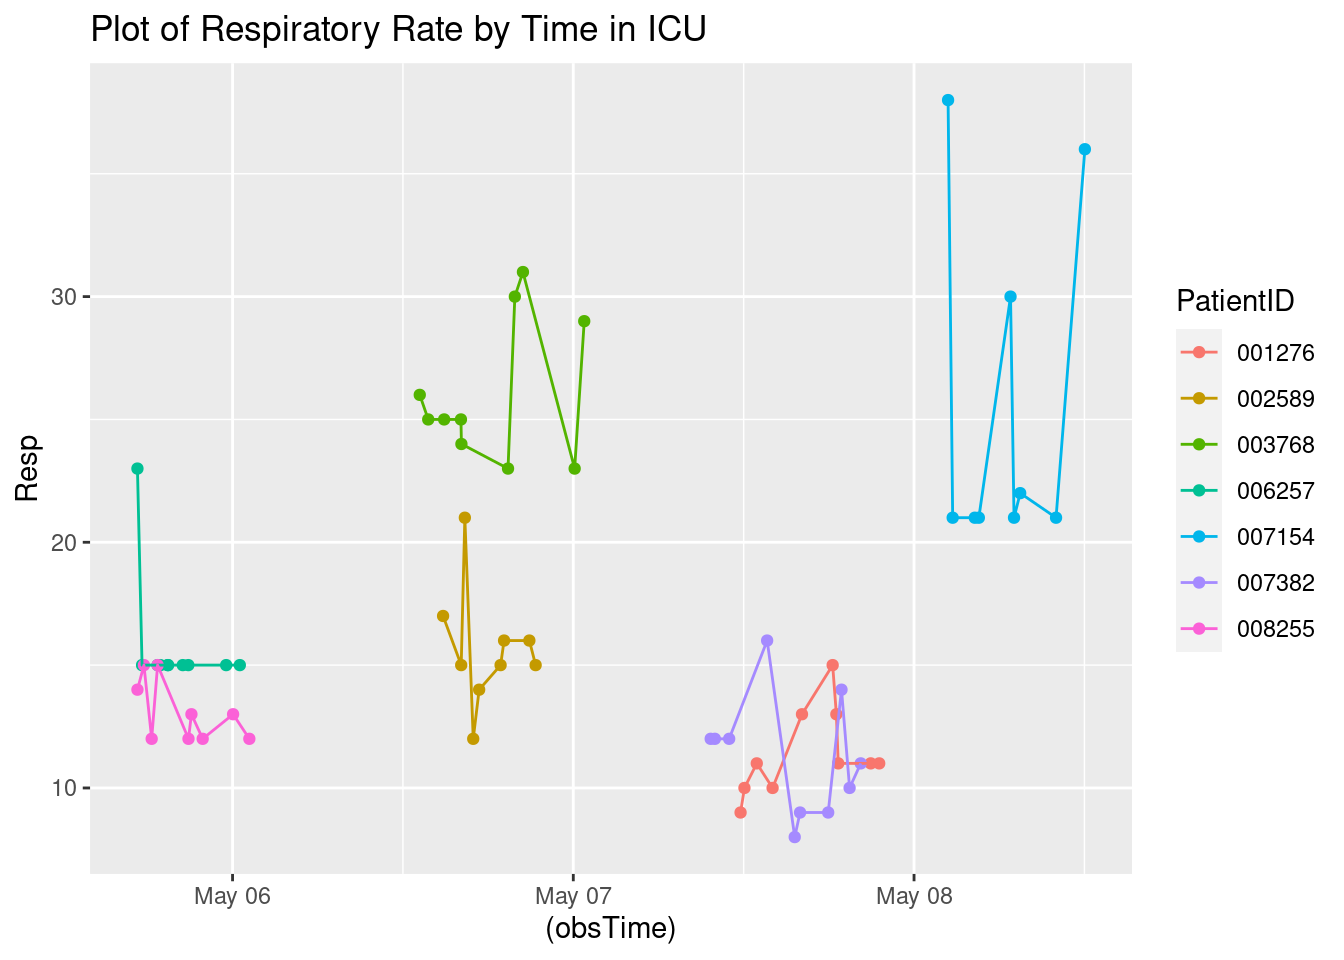 Plot of Respiratory Rate by Time in ICU
Resp
30
20
10
May 06
May 07
May 08
(obsTime)
PatientID
001276
002589
003768
006257
007154
007382
008255